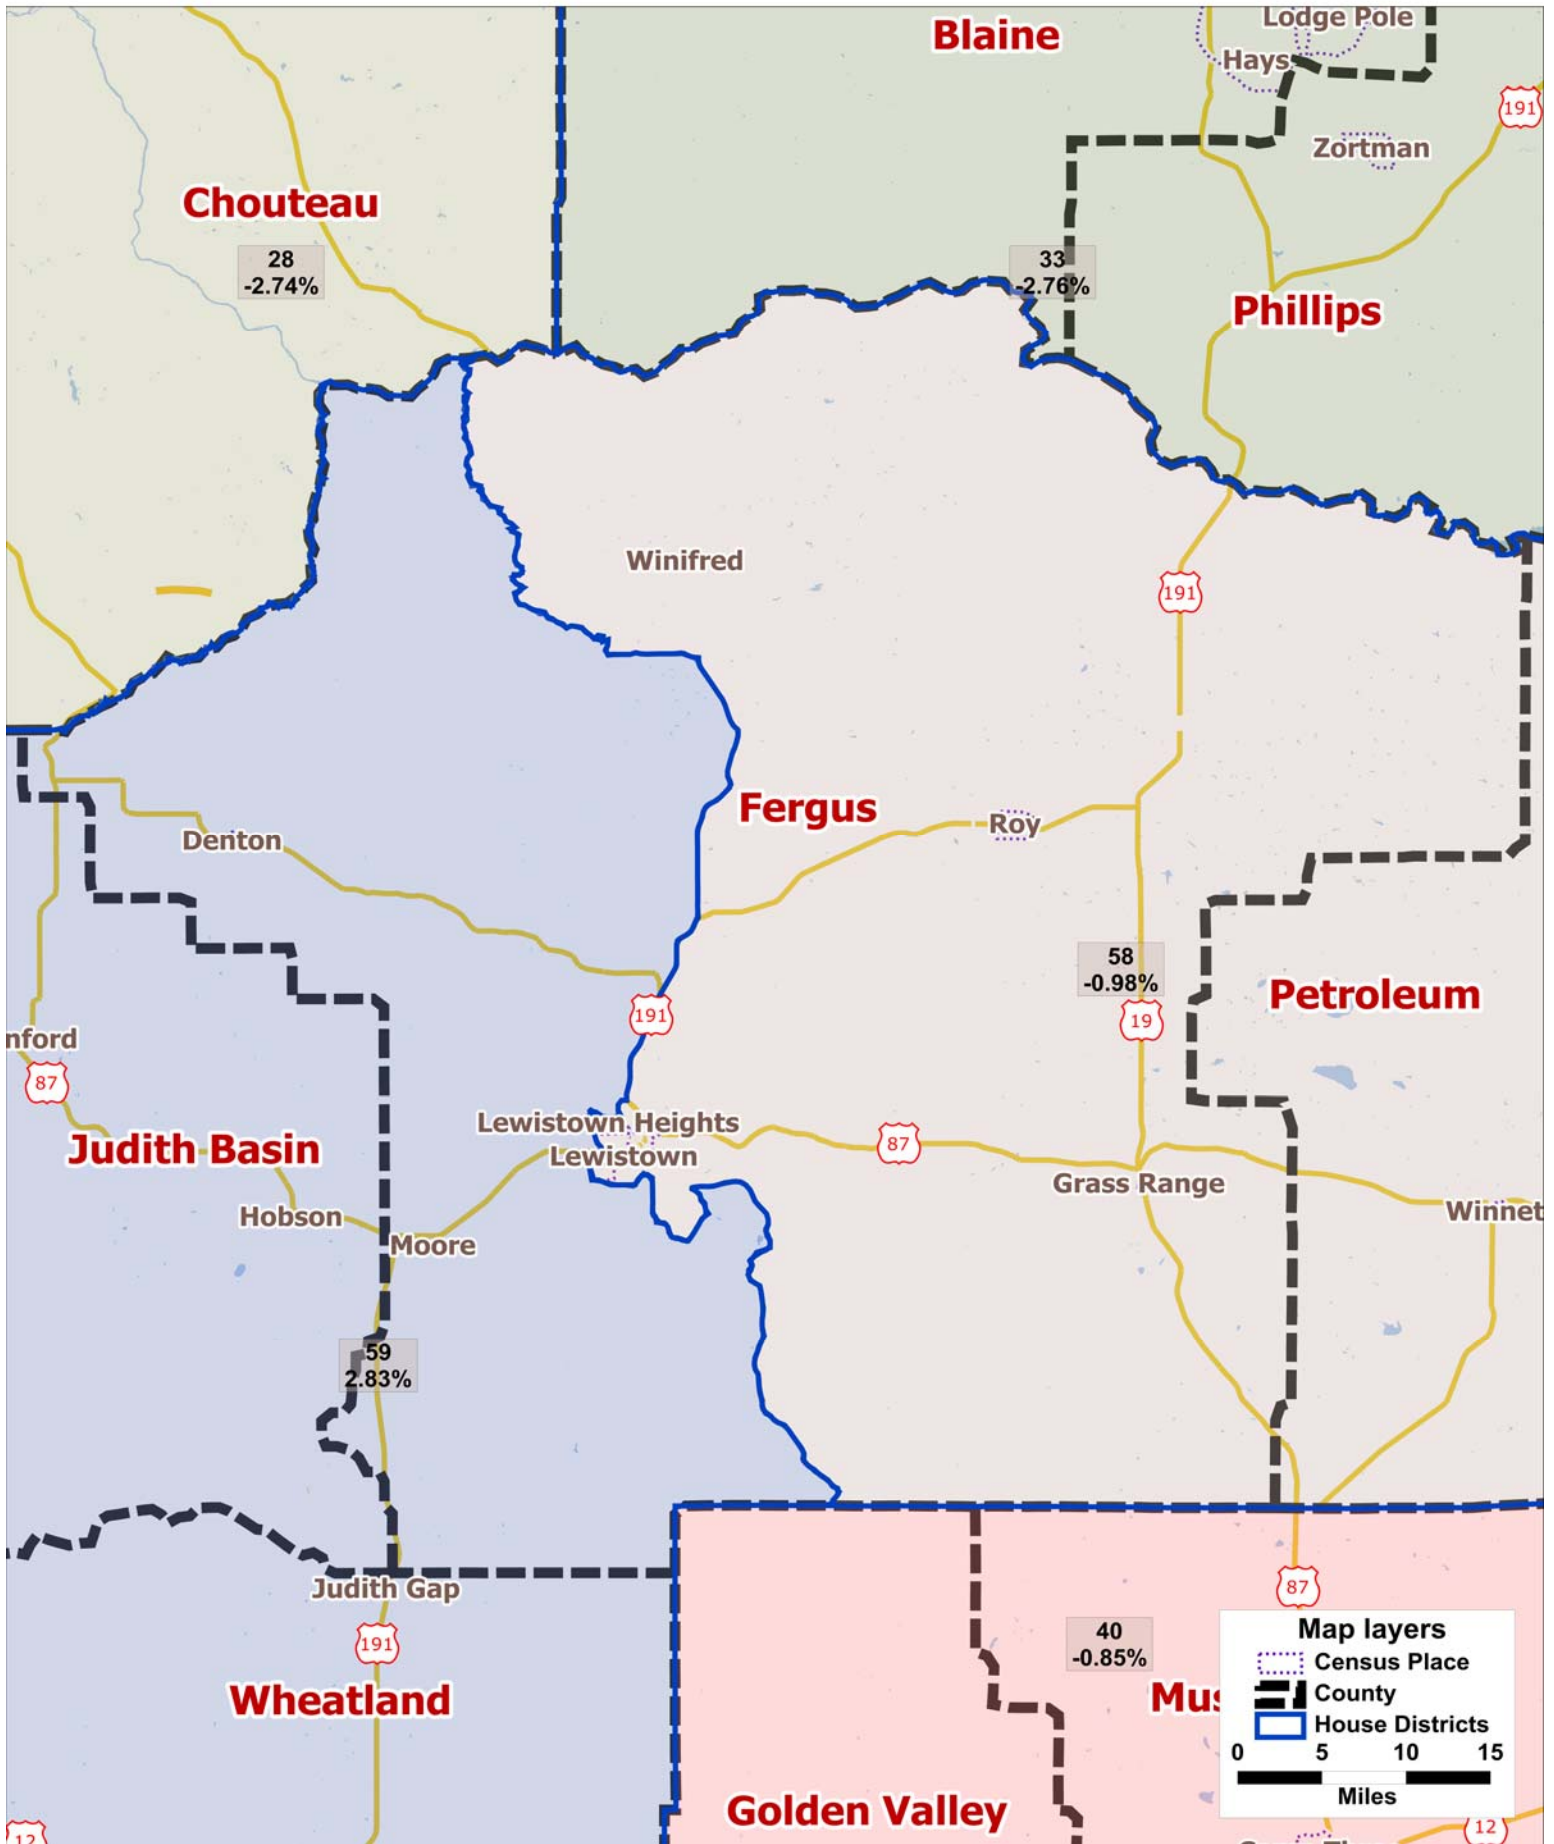 Blaine
Lodge Pole
Hays
191
Zortman
Chouteau
28
-2.74%
33
-2.76%
Phillips
Winifred
191
Fergus
Roy
Denton
58
-0.98%
Petroleum
191
19
nford
87
Lewistown Heights
87
Judith Basin
Lewistown
Grass Range
Hobson
Winnet
Moore
59
2.83%
Judith Gap
87
191
40
-0.85%
Wheatland
Mus
Map layers
Census Place
County
House Districts
0 5 10 15
Miles
Golden Valley
12
12